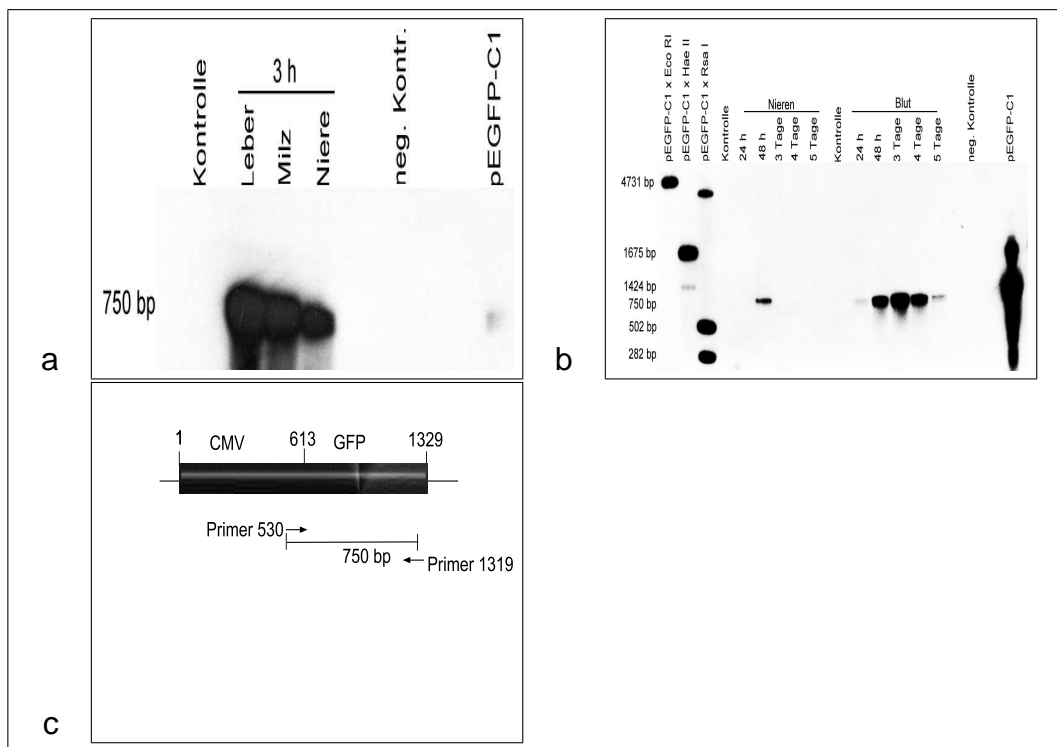 3 h
Kontrolle
Leber
Milz
Niere
neg. Kontr.
pEGFP-C1
750 bp
a
Nieren
Blut
pEGFP-C1 x Eco RI
pEGFP-C1 x Hae II
pEGFP-C1 x Rsa I
Kontrolle
24 h
48 h
3 Tage
4 Tage
5 Tage
Kontrolle
24 h
48 h
3 Tage
4 Tage
5 Tage
neg. Kontrolle
pEGFP-C1
4731 bp
1675 bp
1424 bp
750 bp
502 bp
282 bp
b
1 CMV 613 GFP 1329
Primer 530
750 bp
Primer 1319
c